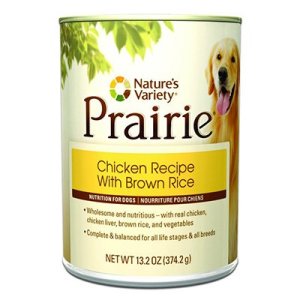 Nature's
Variety®
Prairie®
Chicken Recipe
With Brown Rice
NUTRITION FOR DOGS | NOURRITURE POUR CHIENS
• Wholesome and nutritious – with real chicken,
chicken liver, brown rice, and vegetables
• Complete & balanced for all life stages & all breeds
NET WT 13.2 OZ (374.2g)